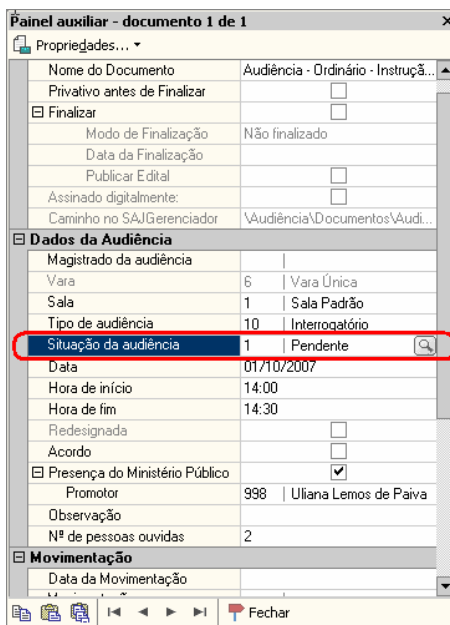 Painel auxiliar - documento 1 de 1
Propriedades...
Nome do Documento Audiência - Ordinário - Instruçã...
Privativo antes de Finalizar
Finalizar
Modo de Finalização Não finalizado
Data da Finalização
Publicar Edital
Assinado digitalmente:
Caminho no SAJGerenciador \Audiência\Documentos\Audi...
Dados da Audiência
Magistrado da audiência
Vara 6 Vara Única
Sala 1 Sala Padrão
Tipo de audiência 10 Interrogatório
Situação da audiência 1 Pendente
Data 01/10/2007
Hora de início 14:00
Hora de fim 14:30
Redesignada
Acordo
Presença do Ministério Público
Promotor 998 Uliana Lemos de Paiva
Observação
Nº de pessoas ouvidas 2
Movimentação
Data da Movimentação
Fechar